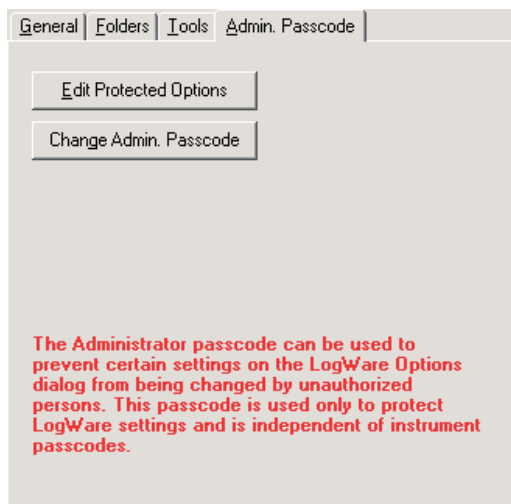 General Folders Tools Admin. Passcode
Edit Protected Options
Change Admin. Passcode
The Administrator passcode can be used to
prevent certain settings on the LogWare Options
dialog from being changed by unauthorized
persons. This passcode is used only to protect
LogWare settings and is independent of instrument
passcodes.